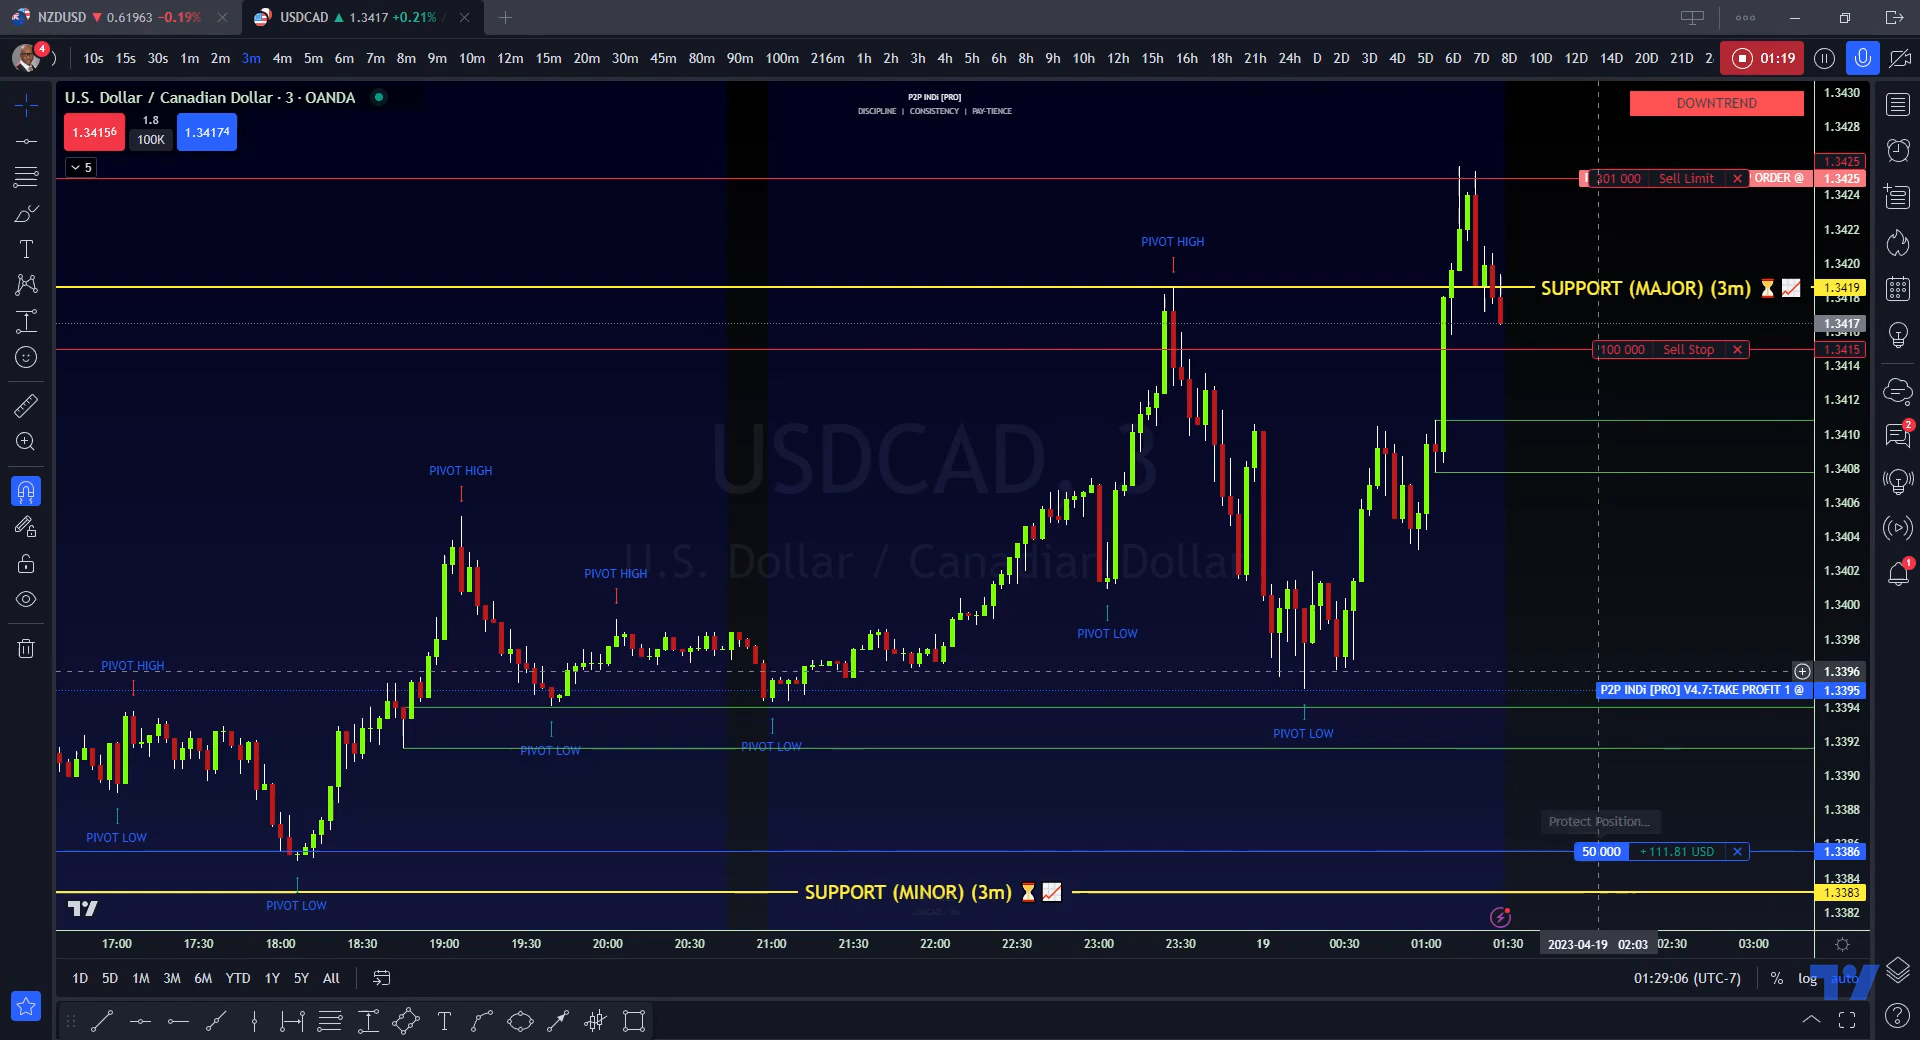 NZDUSD ▼ 0.61963 −0.19%
USDCAD ▲ 1.3417 +0.21%
4
10s 15s 30s 1m 2m 3m 4m 5m 6m 7m 8m 9m 10m 12m 15m 20m 30m 45m 80m 90m 100m 216m 1h 2h 3h 4h 5h 6h 8h 9h 10h 12h 15h 16h 18h 21h 24h D 2D 3D 4D 5D 6D 7D 8D 10D 12D 14D 20D 21D
01:19
U.S. Dollar / Canadian Dollar · 3 · OANDA
P2P INDi [PRO]
DISCIPLINE | CONSISTENCY | PAY-TIENCE
DOWNTREND
1.34156
1.8
100K
1.34174
5
1.3430
1.3428
1.3425
301 000 Sell Limit ORDER @ 1.3425
1.3424
1.3422
1.3420
PIVOT HIGH
SUPPORT (MAJOR) (3m) ⏳ 📈 1.3419
1.3418
1.3417
100 000 Sell Stop 1.3415
1.3414
1.3412
1.3410
1.3408
1.3406
1.3404
1.3402
1.3400
1.3398
USDCAD, 3
U.S. Dollar / Canadian Dollar
PIVOT HIGH
PIVOT HIGH
PIVOT LOW
PIVOT HIGH
1.3396
P2P INDi [PRO] V4.7:TAKE PROFIT 1 @ 1.3395
1.3394
PIVOT LOW
PIVOT LOW
PIVOT LOW
1.3392
1.3390
1.3388
Protect Position...
PIVOT LOW
50 000 +111.81 USD 1.3386
1.3384
SUPPORT (MINOR) (3m) ⏳ 📈 1.3383
PIVOT LOW
1.3382
17:00 17:30 18:00 18:30 19:00 19:30 20:00 20:30 21:00 21:30 22:00 22:30 23:00 23:30 19 00:30 01:00 01:30 2023-04-19 02:03 02:30 03:00
1D 5D 1M 3M 6M YTD 1Y 5Y All
01:29:06 (UTC-7) % log auto
2
1